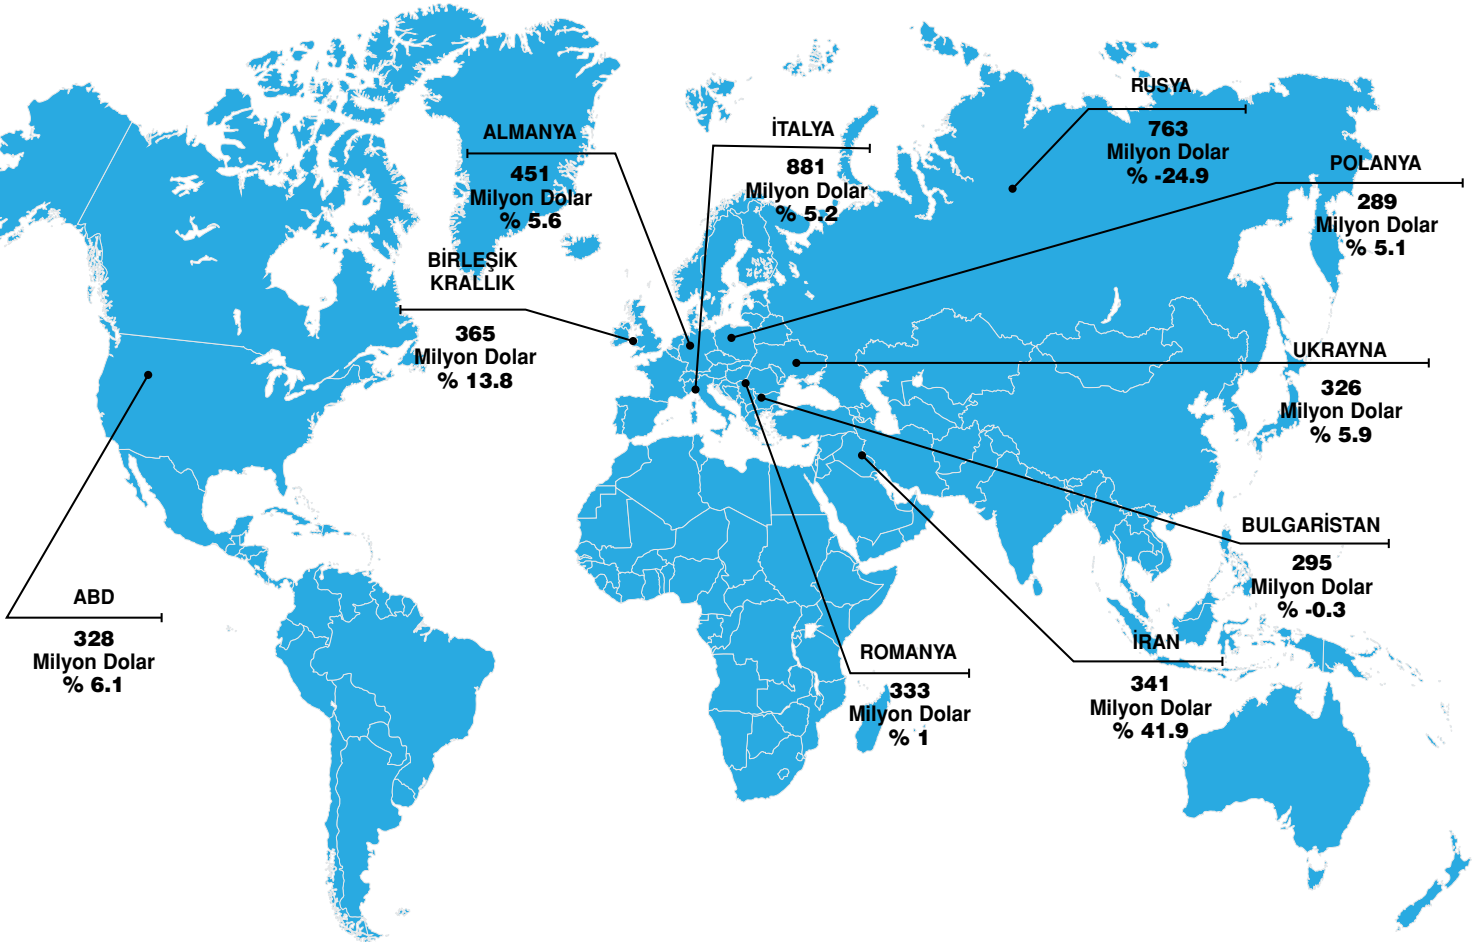 RUSYA
763
Milyon Dolar
% -24.9
ALMANYA
451
Milyon Dolar
% 5.6
İTALYA
881
Milyon Dolar
% 5.2
POLANYA
289
Milyon Dolar
% 5.1
BİRLEŞİK
KRALLIK
365
Milyon Dolar
% 13.8
UKRAYNA
326
Milyon Dolar
% 5.9
BULGARİSTAN
295
Milyon Dolar
% -0.3
ABD
328
Milyon Dolar
% 6.1
ROMANYA
333
Milyon Dolar
% 1
İRAN
341
Milyon Dolar
% 41.9